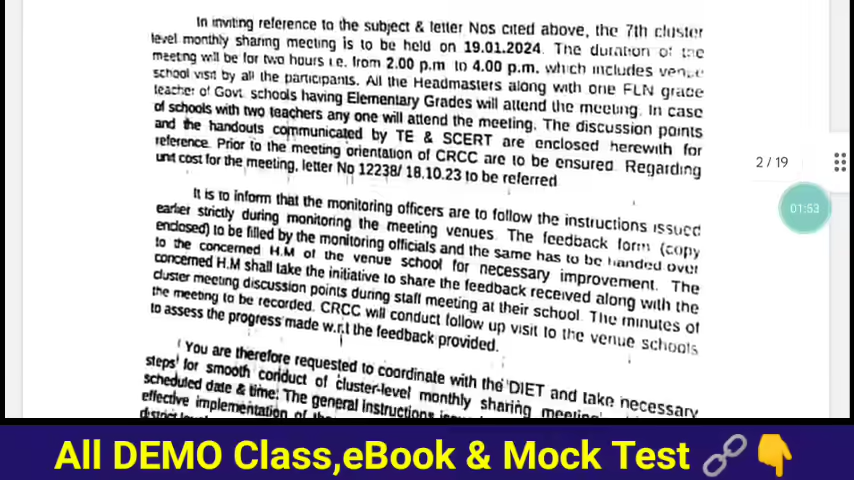 In inviting reference to the subject & letter Nos cited above, the 7th cluster
level monthly sharing meeting is to be held on 19.01.2024. The duration of the
meeting will be for two hours i.e. from 2.00 p.m to 4.00 p.m. which includes venue
school visit by all the participants. All the Headmasters along with one FLN grade
teacher of Govt. schools having Elementary Grades will attend the meeting. In case
of schools with two teachers any one will attend the meeting. The discussion points
and the handouts communicated by TE & SCERT are enclosed herewith for
reference. Prior to the meeting orientation of CRCC are to be ensured. Regarding
unit cost for the meeting, letter No 12238/ 18.10.23 to be referred
2 / 19
01:53
It is to inform that the monitoring officers are to follow the instructions issued
earlier strictly during monitoring the meeting venues. The feedback form (copy
enclosed) to be filled by the monitoring officials and the same has to be handed over
to the concerned H.M of the venue school for necessary improvement. The
concerned H.M shall take the initiative to share the feedback received along with the
cluster meeting discussion points during staff meeting at their school. The minutes of
the meeting to be recorded. CRCC will conduct follow up visit to the venue schools
to assess the progress made w.r.t the feedback provided.
You are therefore requested to coordinate with the DIET and take necessary
steps for smooth conduct of cluster-level monthly sharing meeting
scheduled date & time. The general instructions
effective implementation of
All DEMO Class,eBook & Mock Test